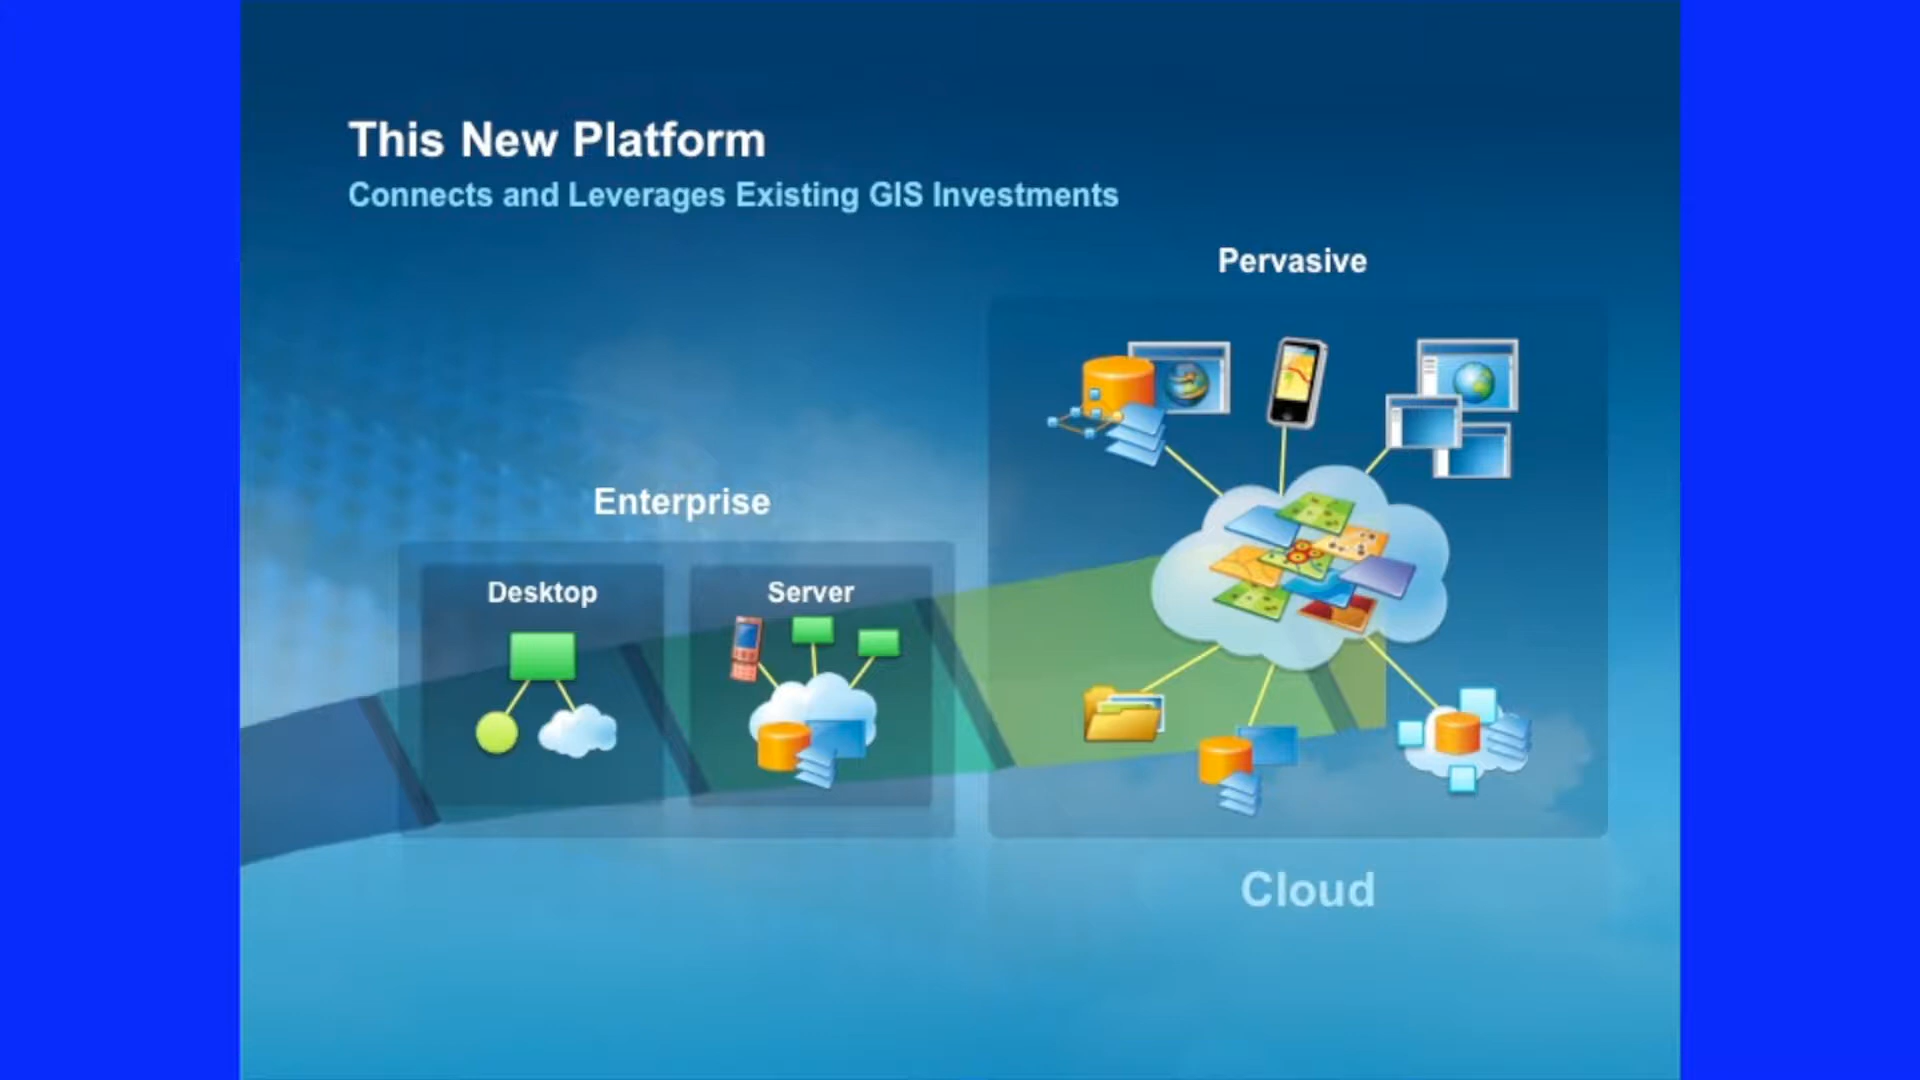 This New Platform
Connects and Leverages Existing GIS Investments
Pervasive
Enterprise
Desktop
Server
Cloud